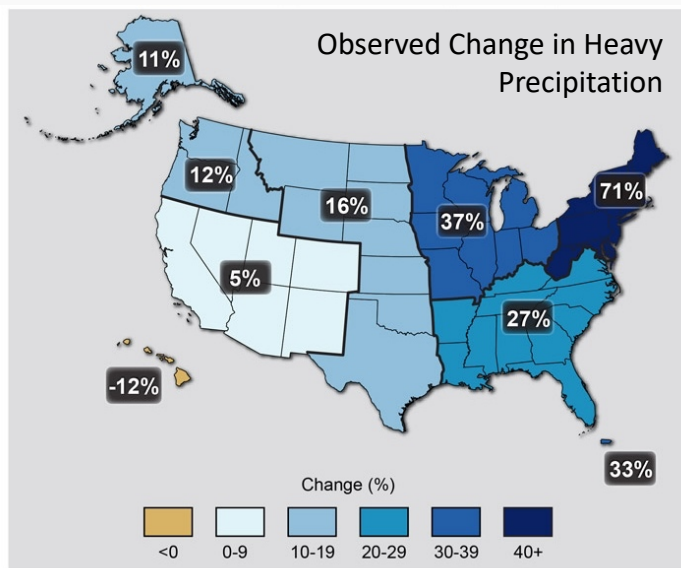 Observed Change in Heavy
Precipitation
11%
12%
16%
37%
71%
5%
27%
-12%
33%
Change (%)
<0 0-9 10-19 20-29 30-39 40+